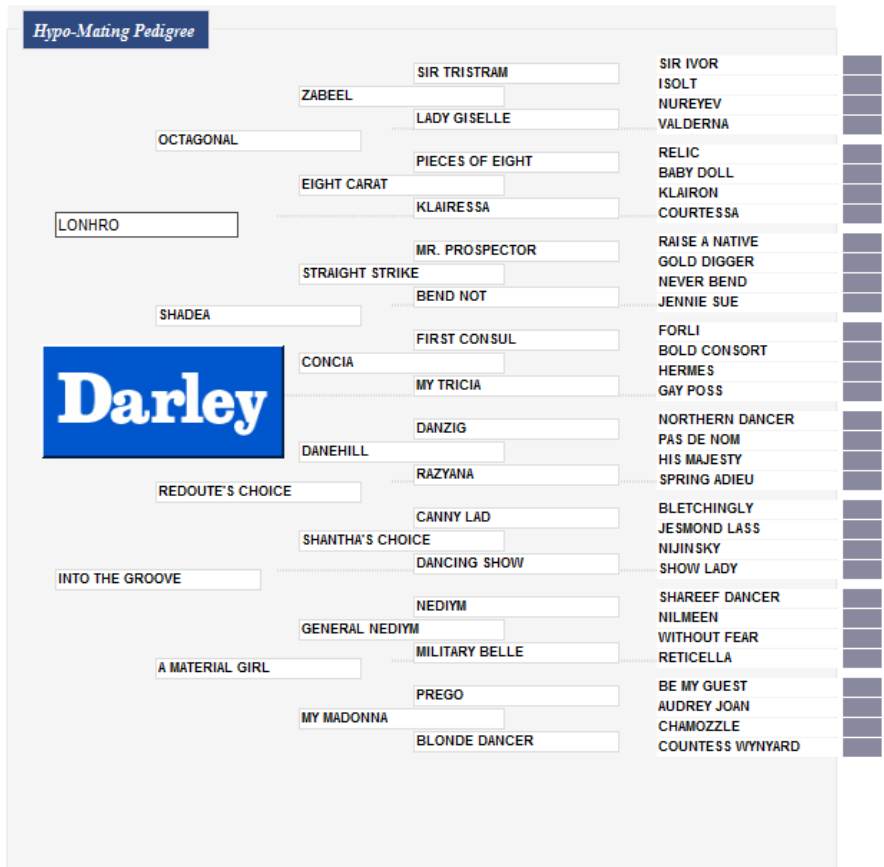 Hypo-Mating Pedigree
SIR IVOR
SIR TRISTRAM
ISOLT
ZABEEL
NUREYEV
LADY GISELLE
VALDERNA
OCTAGONAL
RELIC
PIECES OF EIGHT
BABY DOLL
EIGHT CARAT
KLAIRON
KLAIRESSA
COURTESSA
LONHRO
RAISE A NATIVE
MR. PROSPECTOR
GOLD DIGGER
STRAIGHT STRIKE
NEVER BEND
BEND NOT
JENNIE SUE
SHADEA
FORLI
FIRST CONSUL
BOLD CONSORT
CONCIA
HERMES
MY TRICIA
GAY POSS
Darley
NORTHERN DANCER
DANZIG
PAS DE NOM
DANEHILL
HIS MAJESTY
RAZYANA
SPRING ADIEU
REDOUTE'S CHOICE
BLETCHINGLY
CANNY LAD
JESMOND LASS
SHANTHA'S CHOICE
NIJINSKY
DANCING SHOW
SHOW LADY
INTO THE GROOVE
SHAREEF DANCER
NEDIYM
NILMEEN
GENERAL NEDIYM
WITHOUT FEAR
MILITARY BELLE
RETICELLA
A MATERIAL GIRL
BE MY GUEST
PREGO
AUDREY JOAN
MY MADONNA
CHAMOZZLE
BLONDE DANCER
COUNTESS WYNYARD